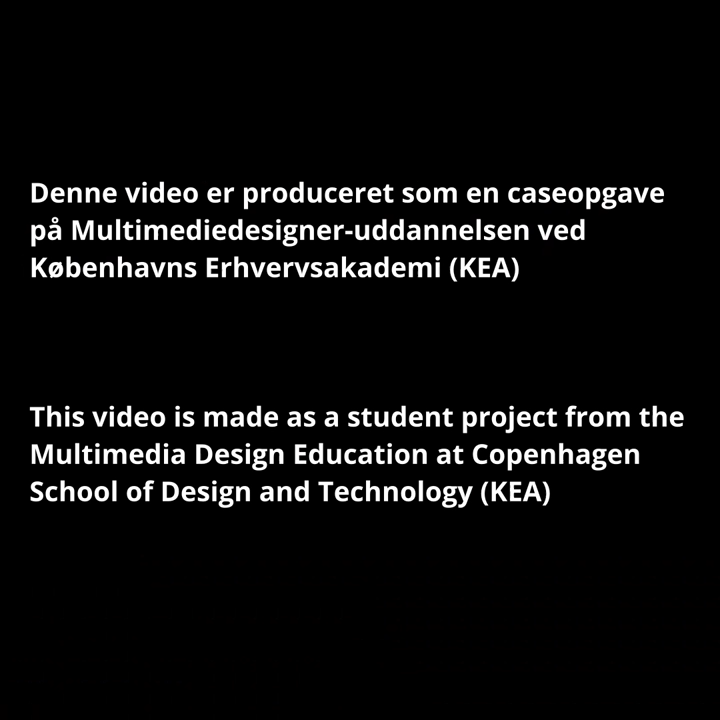 Denne video er produceret som en caseopgave
på Multimediedesigner-uddannelsen ved
Københavns Erhvervsakademi (KEA)
This video is made as a student project from the
Multimedia Design Education at Copenhagen
School of Design and Technology (KEA)